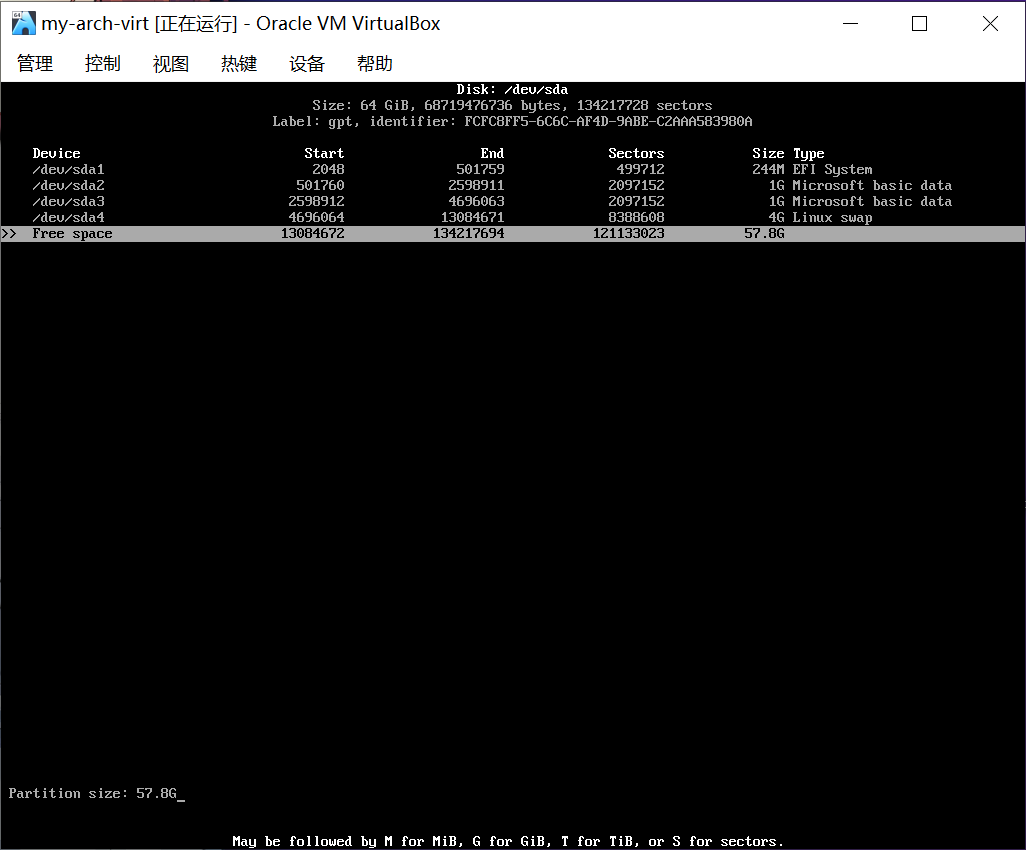 my-arch-virt [正在运行] - Oracle VM VirtualBox
管理 控制 视图 热键 设备 帮助
Disk: /dev/sda
Size: 64 GiB, 68719476736 bytes, 134217728 sectors
Label: gpt, identifier: FCFC8FF5-6C6C-AF4D-9ABE-C2AAA583980A
Device Start End Sectors Size Type
/dev/sda1 2048 501759 499712 244M EFI System
/dev/sda2 501760 2598911 2097152 1G Microsoft basic data
/dev/sda3 2598912 4696063 2097152 1G Microsoft basic data
/dev/sda4 4696064 13084671 8388608 4G Linux swap
>> Free space 13084672 134217694 121133023 57.8G
Partition size: 57.8G_
May be followed by M for MiB, G for GiB, T for TiB, or S for sectors.